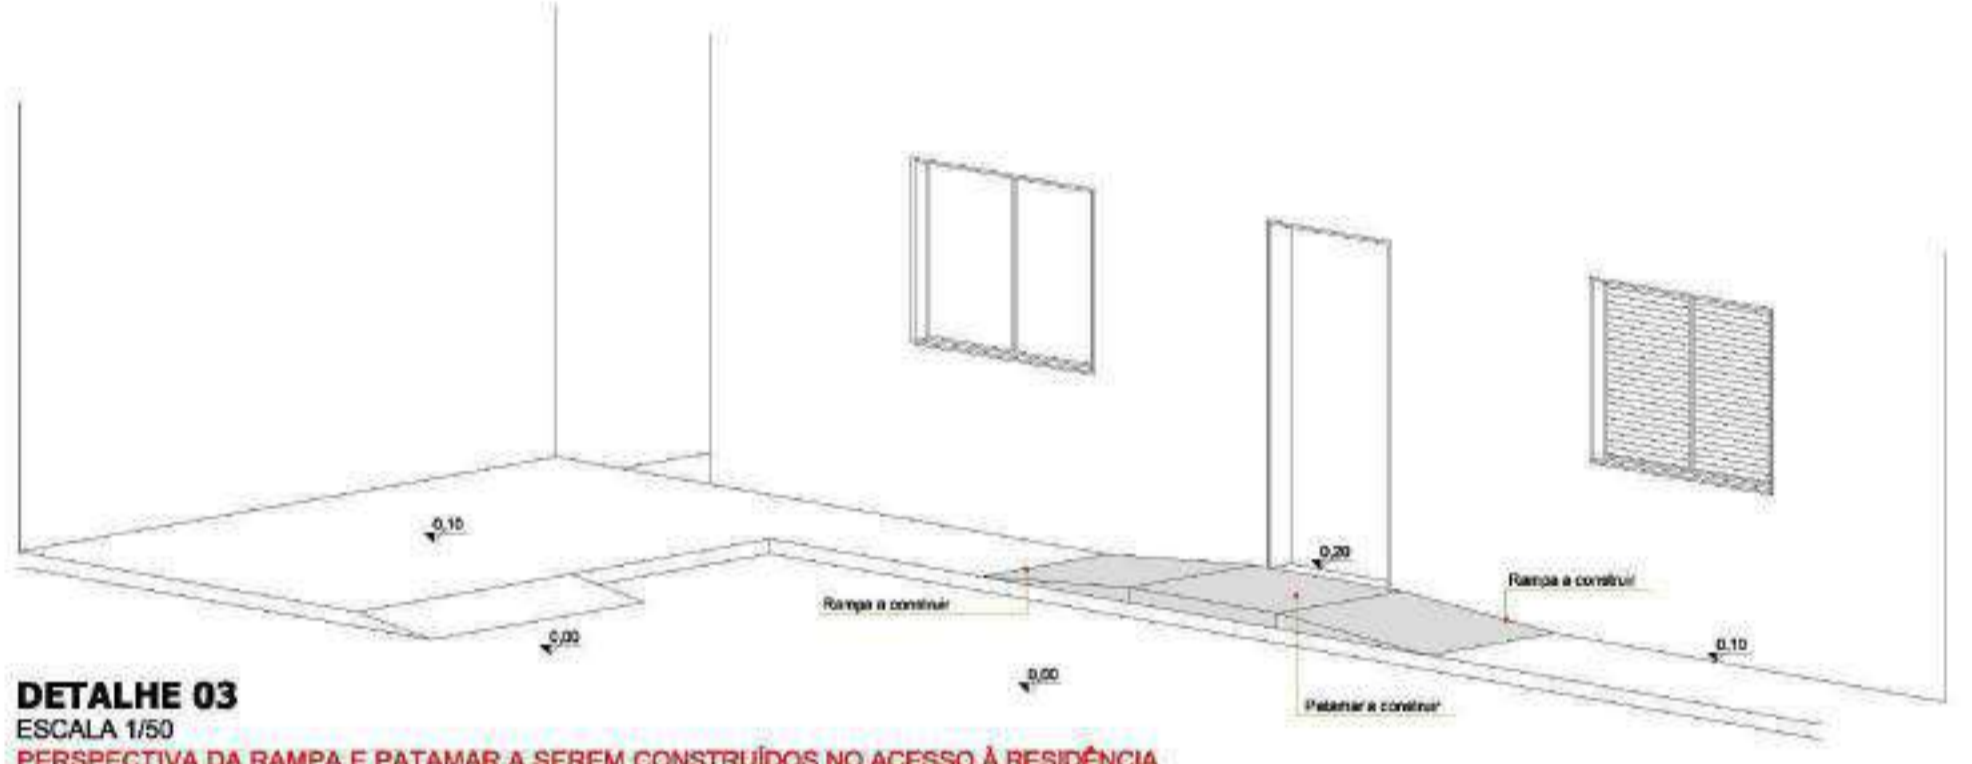 0,10
0,20
Rampa a construir
Rampa a construir
0,00
0,10
0,00
Patamar a construir
DETALHE 03
ESCALA 1/50
PERSPECTIVA DA RAMPA E PATAMAR A SEREM CONSTRUÍDOS NO ACESSO À RESIDÊNCIA